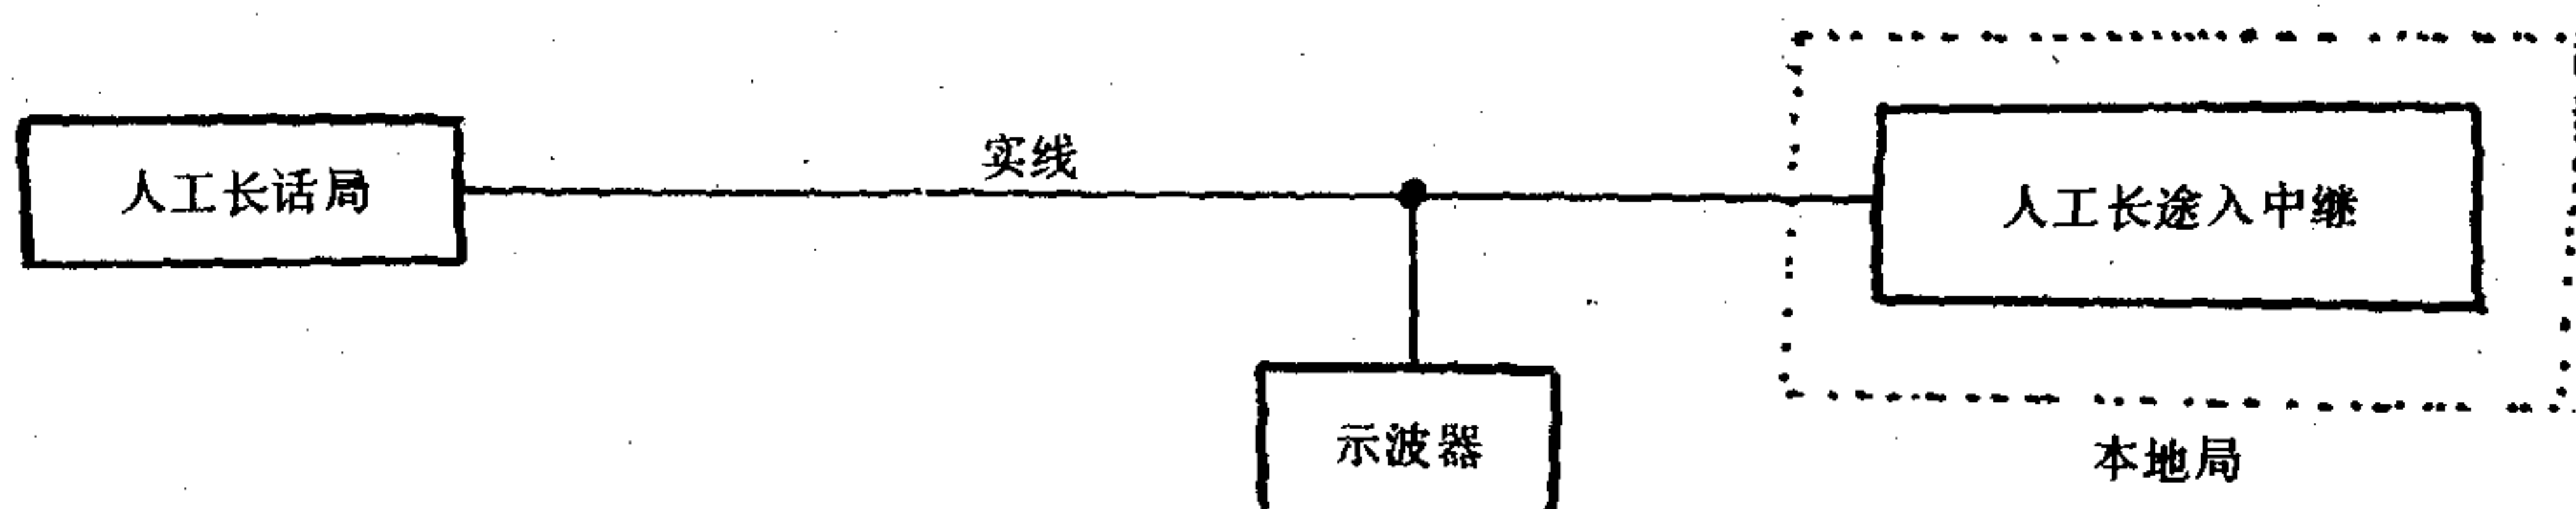 实线
人工长话局
人工长途入中继
示波器
本地局